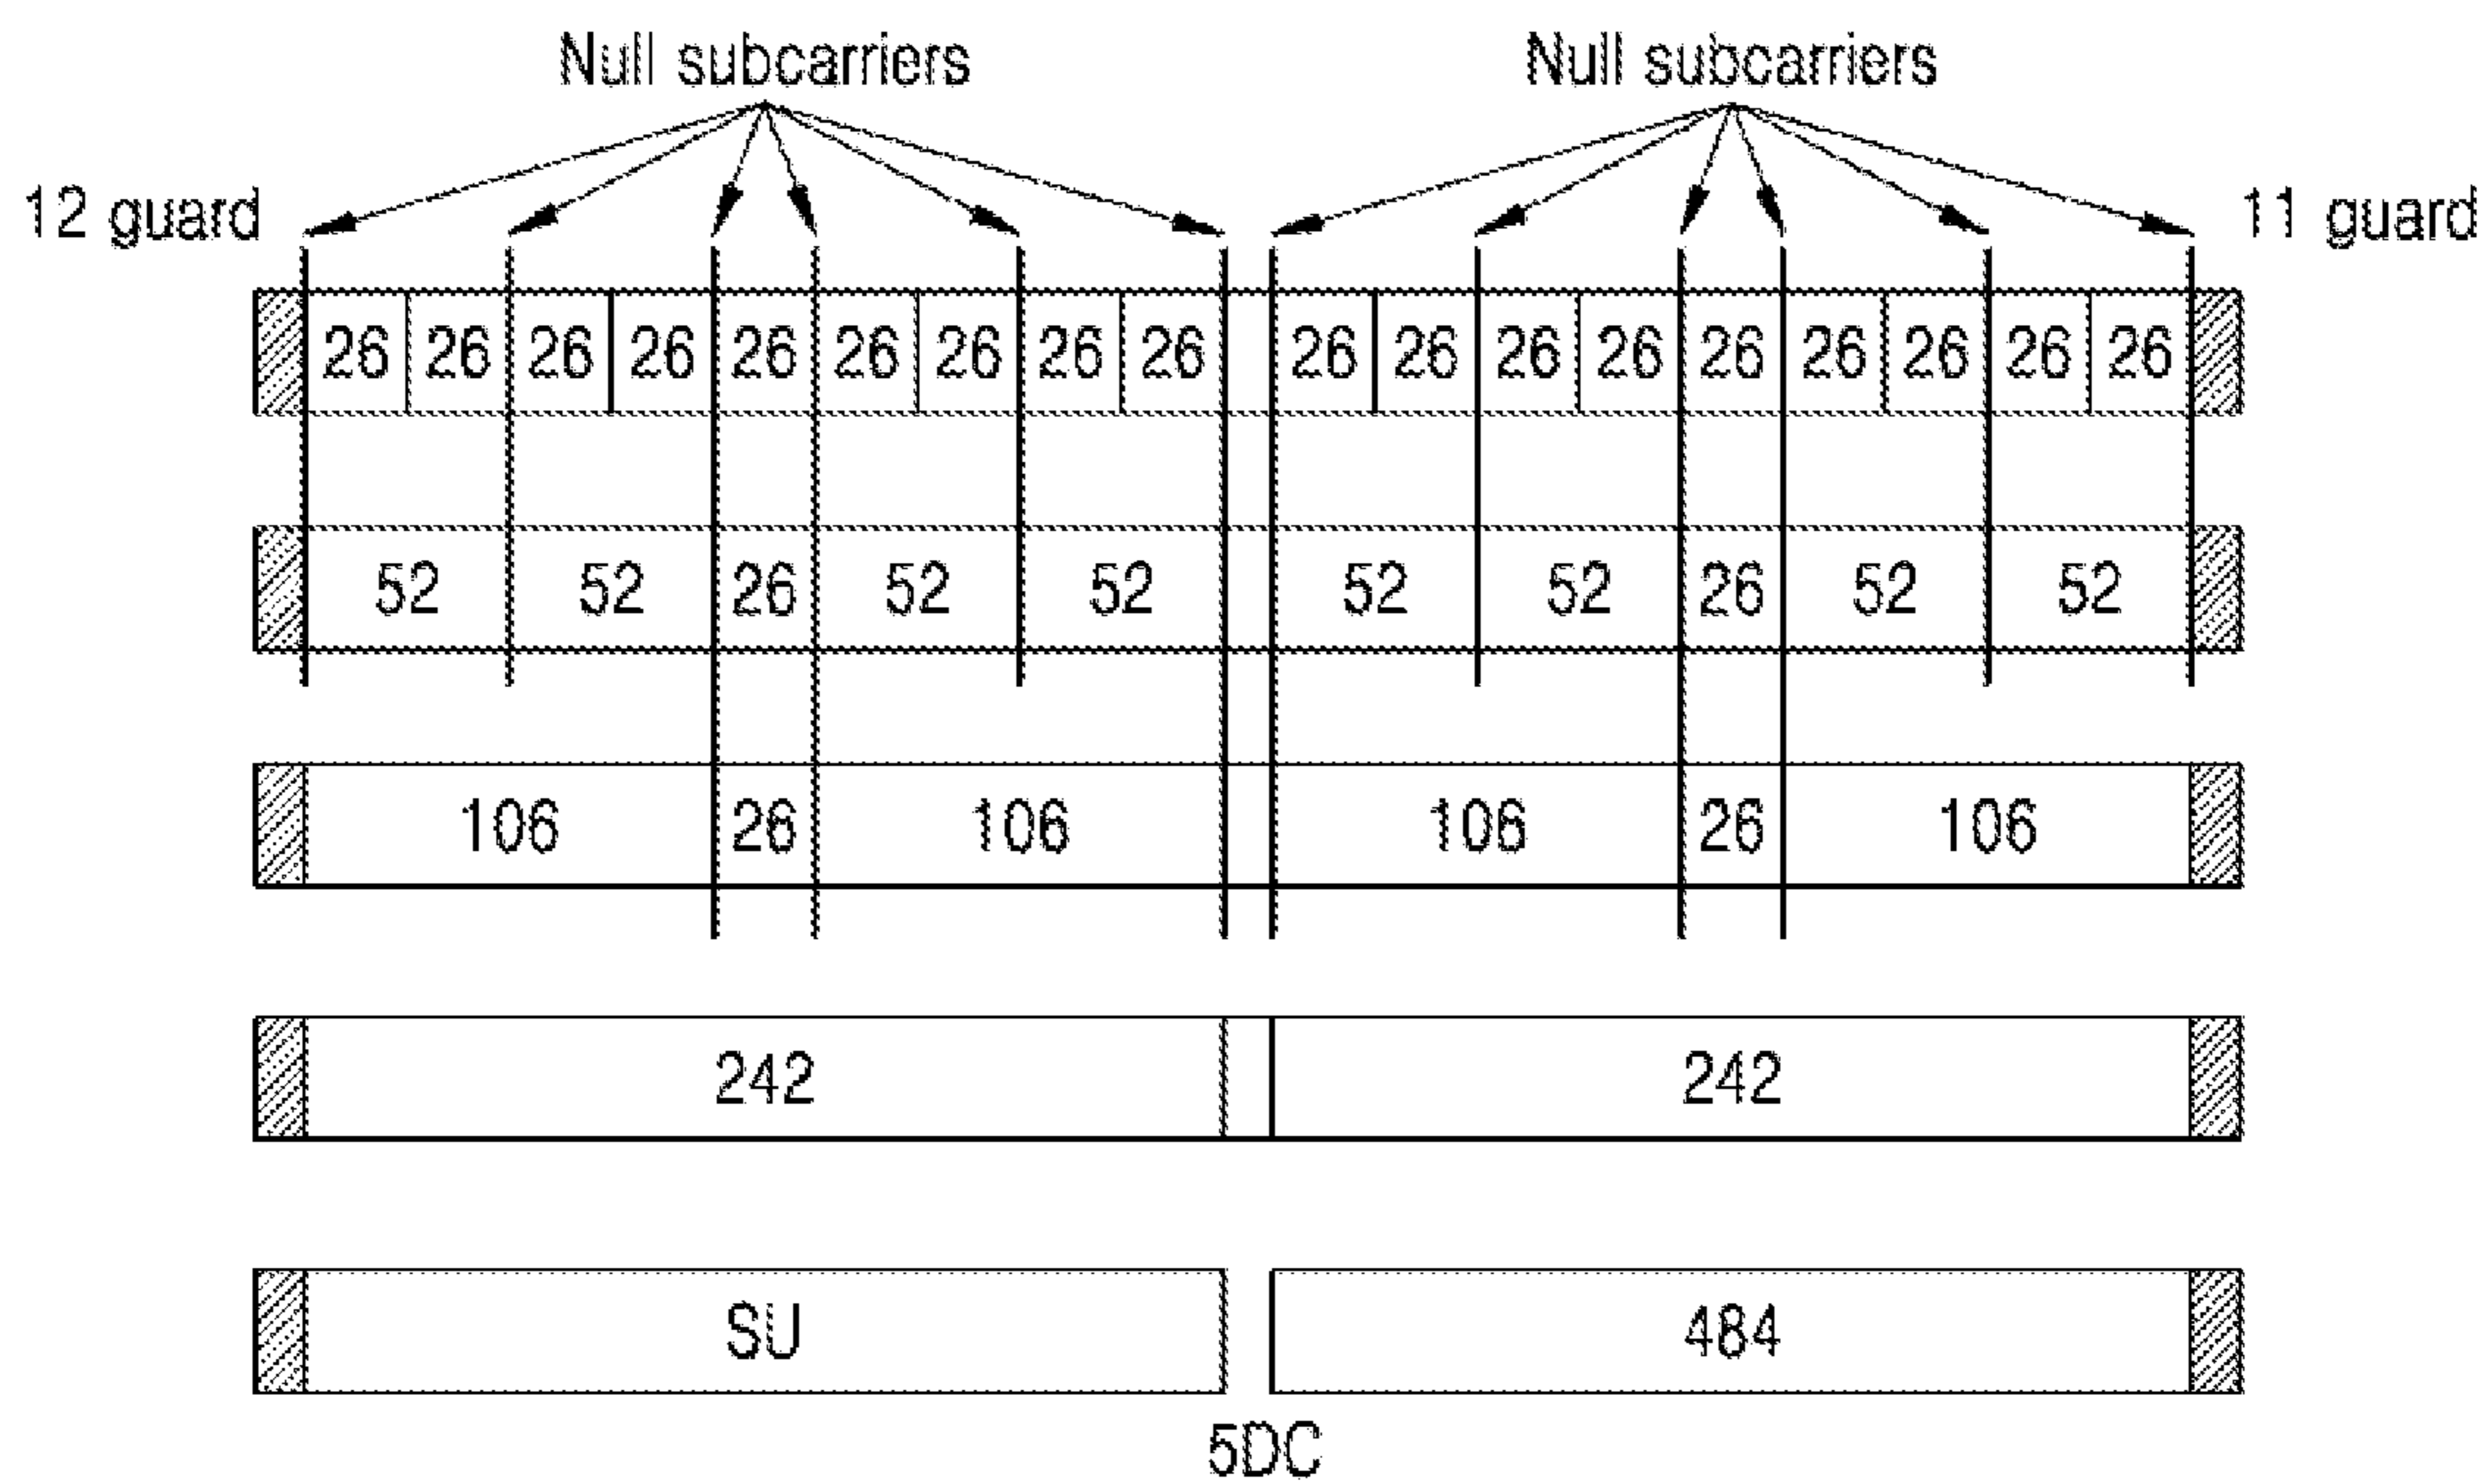 Null subcarriers Null subcarriers
12 guard 11 guard
26 26 26 26 26 26 26 26 26 26 26 26 26 26 26 26 26 26
52 52 26 52 52 52 52 26 52 52
106 26 106 106 26 106
242 242
SU 484
5DC